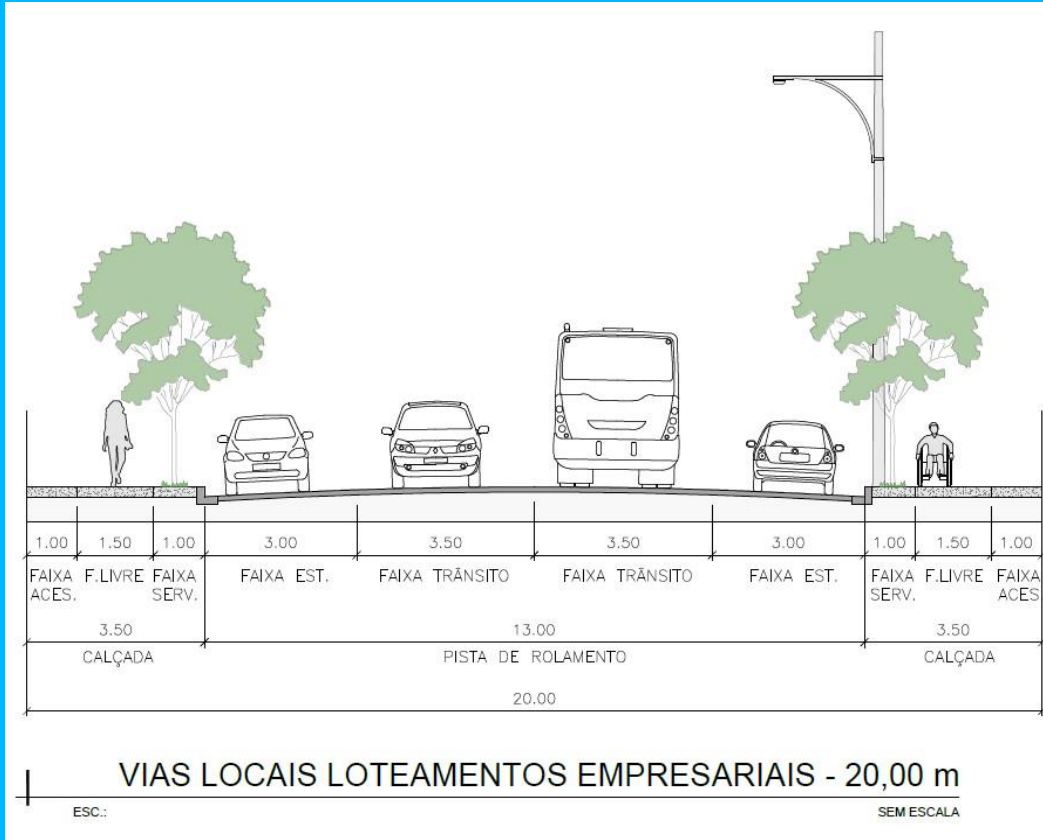 1.00 1.50 1.00 3.00 3.50 3.50 3.00 1.00 1.50 1.00
FAIXA F.LIVRE FAIXA FAIXA EST. FAIXA TRÂNSITO FAIXA TRÂNSITO FAIXA EST. FAIXA F.LIVRE FAIXA
ACES. SERV. SERV. ACES
3.50 13.00 3.50
CALÇADA PISTA DE ROLAMENTO CALÇADA
20.00
VIAS LOCAIS LOTEAMENTOS EMPRESARIAIS - 20,00 m
ESC.: SEM ESCALA